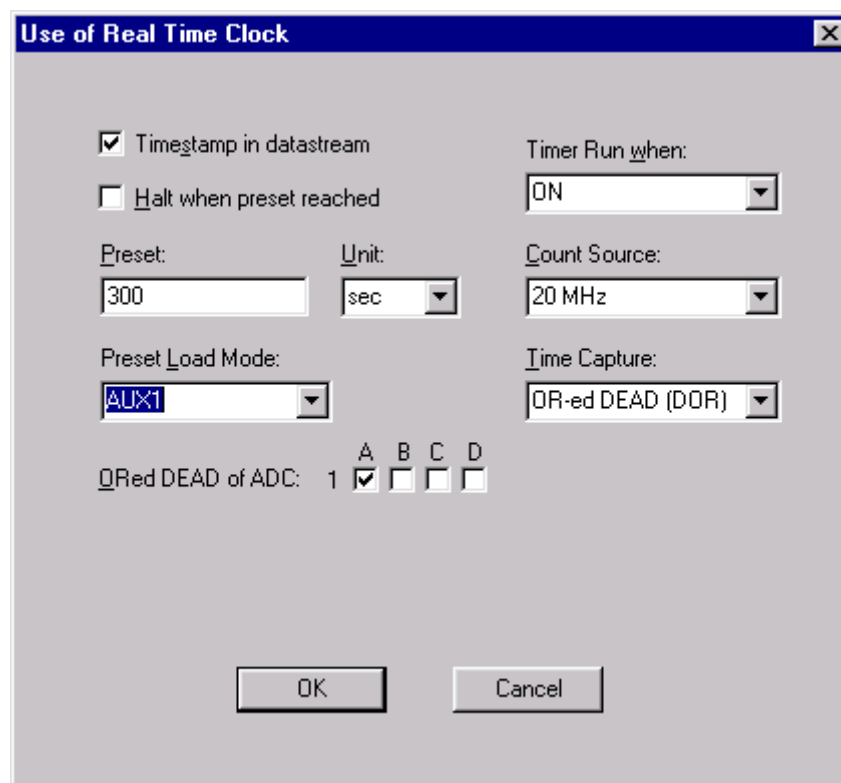 Use of Real Time Clock
Timestamp in datastream
Halt when preset reached
Timer Run when:
ON
Preset:
300
Unit:
sec
Count Source:
20 MHz
Preset Load Mode:
AUX1
Time Capture:
OR-ed DEAD (DOR)
A B C D
ORed DEAD of ADC: 1
OK
Cancel